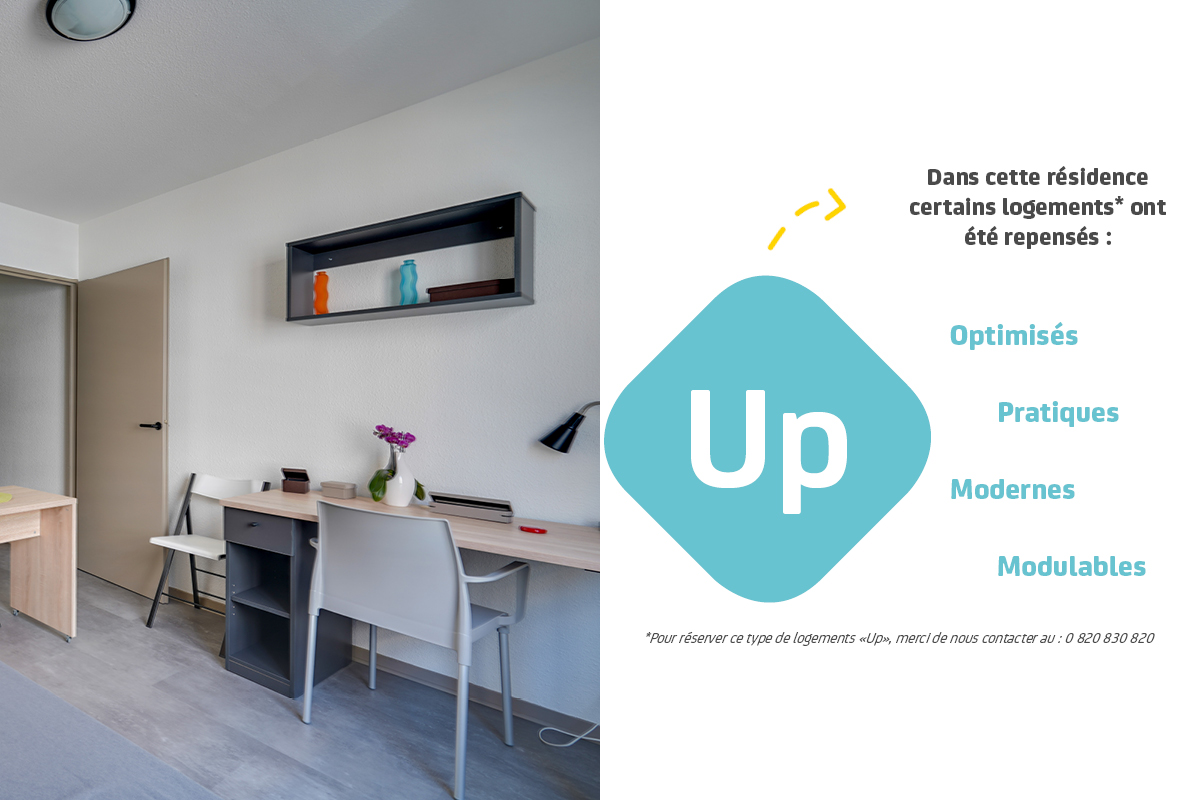 Dans cette résidence
certains logements* ont
été repensés :
Up
Optimisés
Pratiques
Modernes
Modulables
*Pour réserver ce type de logements «Up», merci de nous contacter au : 0 820 830 820